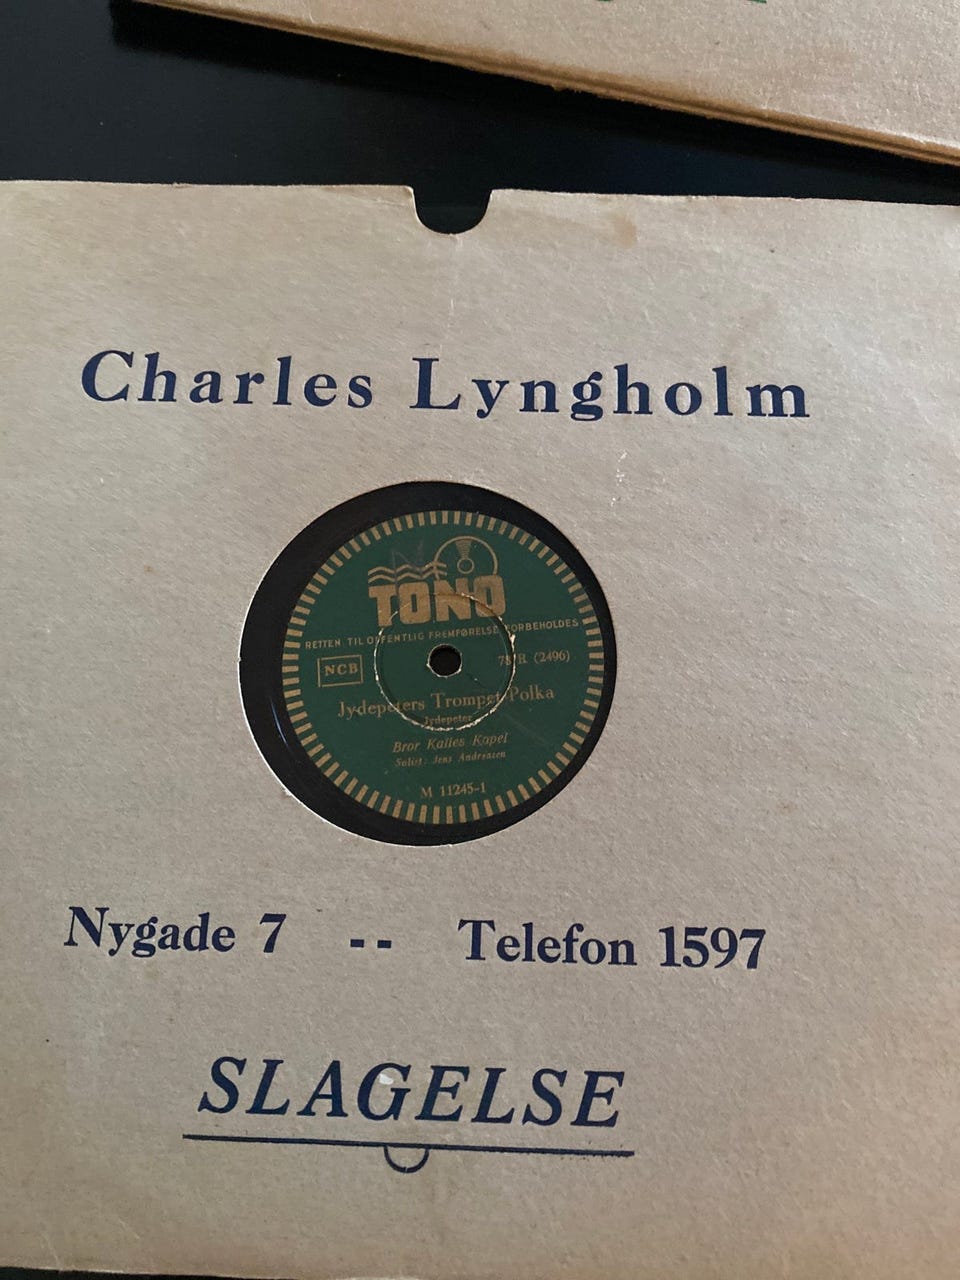 Charles Lyngholm
TONO
RETTEN TIL OFFENTLIG FREMFØRELSE FORBEHOLDES
NCB
78 R (2496)
Jydepeters Trompet-Polka
Jydepeter
Bror Kalles Kapel
Solist: Jens Andreasen
M 11245-1
Nygade 7 -- Telefon 1597
SLAGELSE